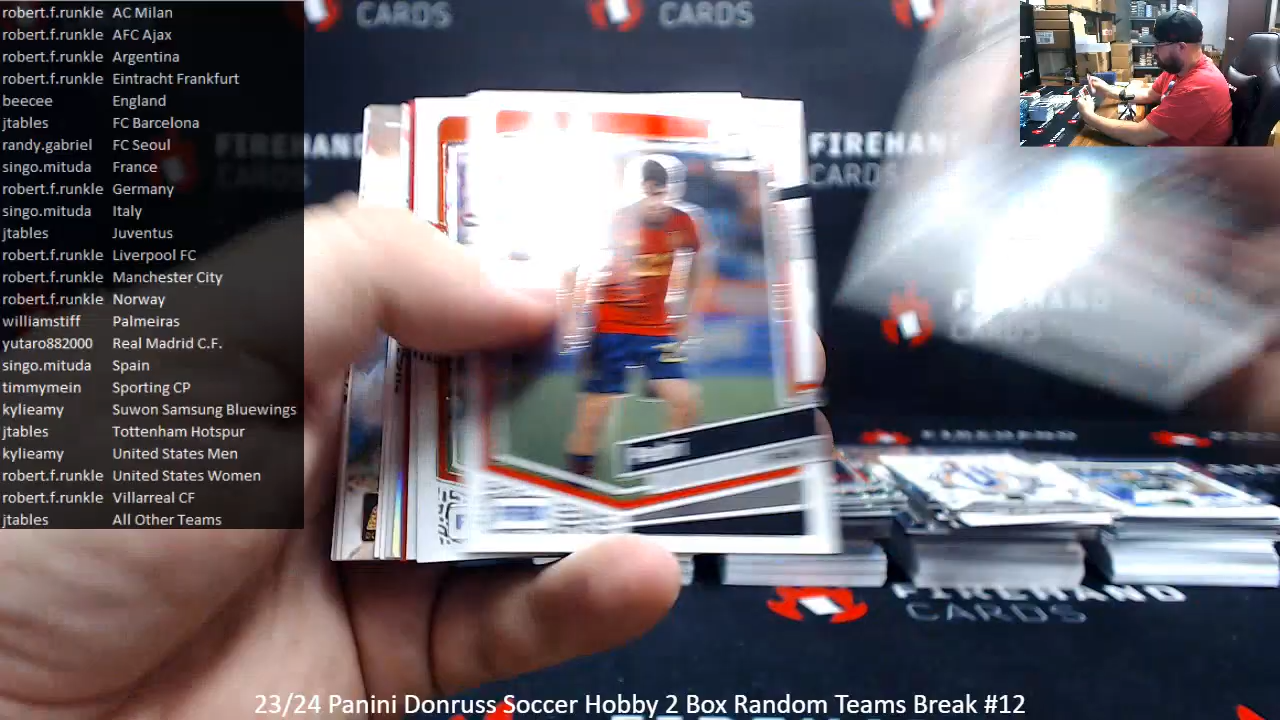 robert.f.runkle AC Milan
robert.f.runkle AFC Ajax
robert.f.runkle Argentina
robert.f.runkle Eintracht Frankfurt
beecee England
jtables FC Barcelona
randy.gabriel FC Seoul
singo.mituda France
robert.f.runkle Germany
singo.mituda Italy
jtables Juventus
robert.f.runkle Liverpool FC
robert.f.runkle Manchester City
robert.f.runkle Norway
williamstiff Palmeiras
yutaro882000 Real Madrid C.F.
singo.mituda Spain
timmymein Sporting CP
kylieamy Suwon Samsung Bluewings
jtables Tottenham Hotspur
kylieamy United States Men
robert.f.runkle United States Women
robert.f.runkle Villarreal CF
jtables All Other Teams
CARDS
CARDS
FIREHAND
CARDS
FIREHAN
CARDS
FIREHAND
CARDS
23/24 Panini Donruss Soccer Hobby 2 Box Random Teams Break #12